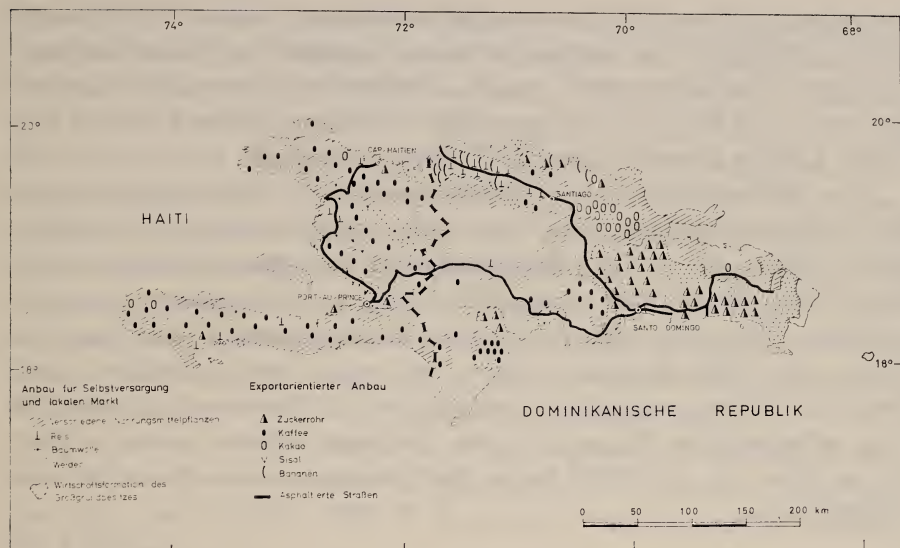 74°
72°
70°
68°
20°
20°
CAP-HAITIEN
SANTIAGO
HAITI
PORT-AU-PRINCE
SANTO DOMINGO
18°
18°
DOMINIKANISCHE REPUBLIK
Anbau für Selbstversorgung
und lokalen Markt
Verschiedene Nahrungsmittelpflanzen
Reis
Baumwolle
Weiden
Wirtschaftsformation des
Großgrundbesitzes
Exportorientierter Anbau
Zuckerrohr
Kaffee
Kakao
Sisal
Bananen
Asphaltierte Straßen
0 50 100 150 200 km